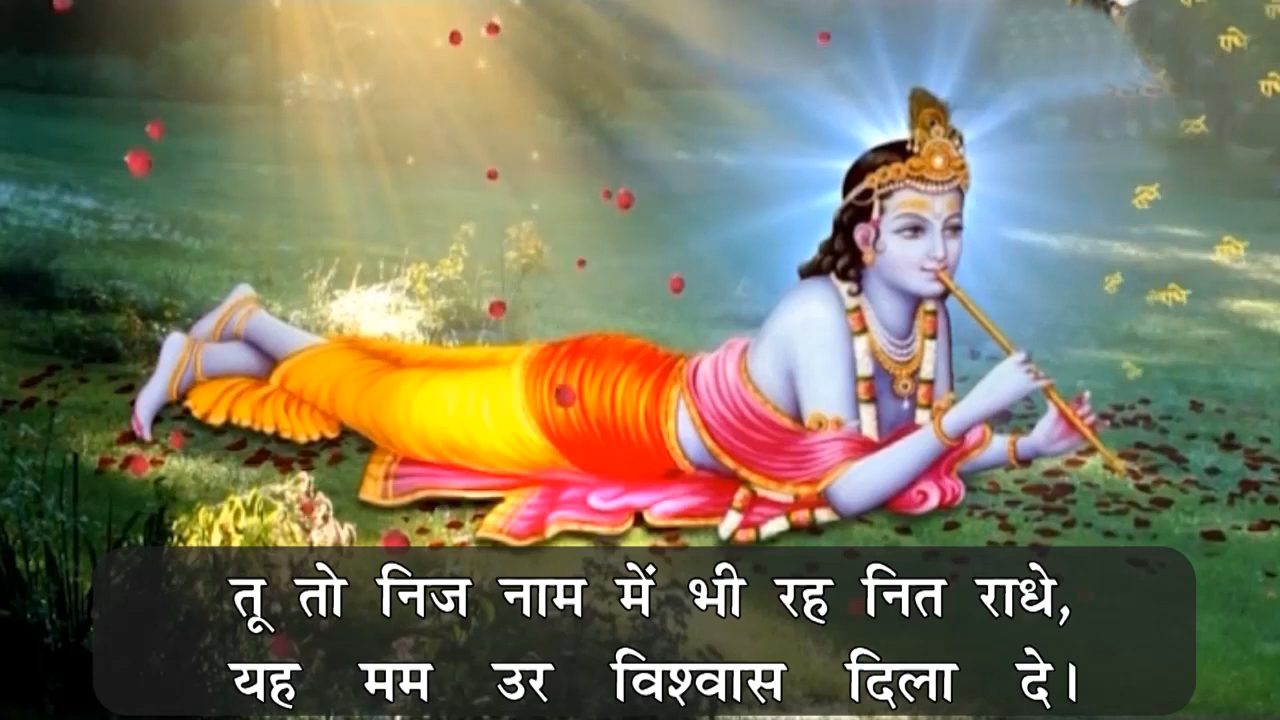 राधे
राधे
राधे
राधे
राधे
तू तो निज नाम में भी रह नित राधे,
यह मम उर विश्वास दिला दे।